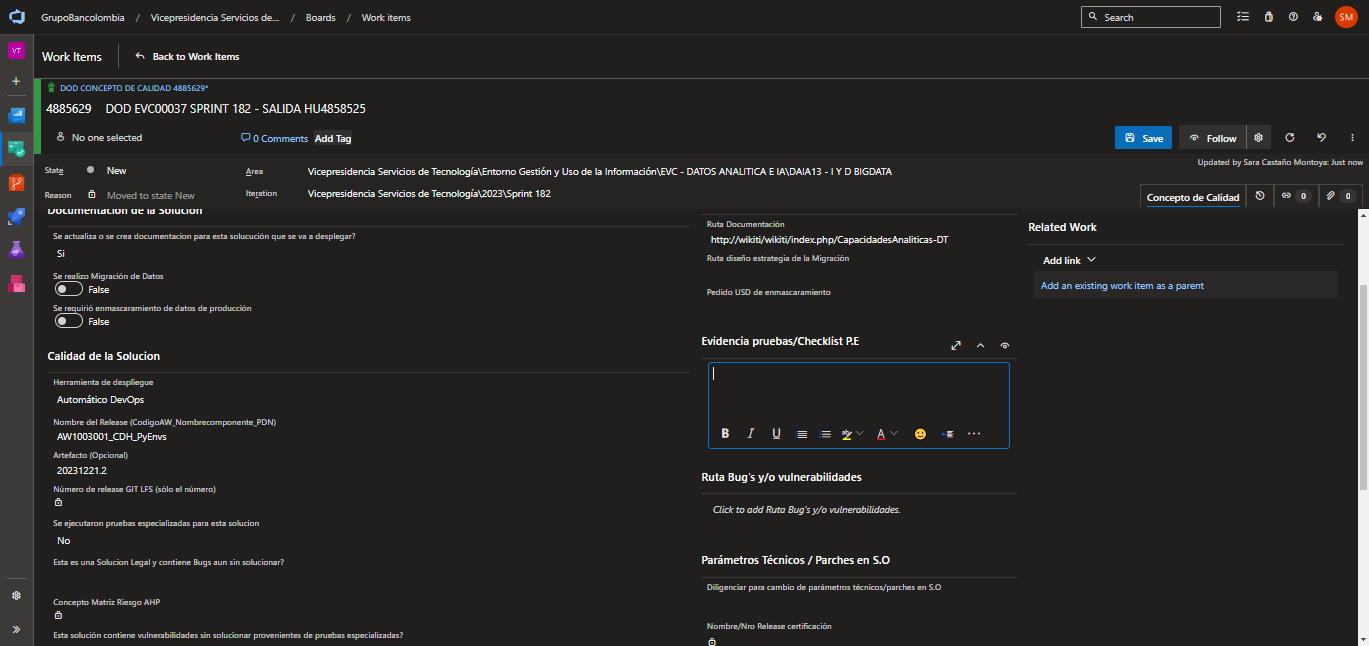 GrupoBancolombia / Vicepresidencia Servicios de... / Boards / Work items
Search
SM
VT
Work Items
Back to Work Items
DOD CONCEPTO DE CALIDAD 4885629*
4885629 DOD EVC00037 SPRINT 182 - SALIDA HU4858525
No one selected
0 Comments
Add Tag
Save
Follow
Updated by Sara Castaño Montoya: Just now
State
New
Area
Vicepresidencia Servicios de Tecnología\Entorno Gestión y Uso de la Información\EVC - DATOS ANALITICA E IA\DAIA13 - I Y D BIGDATA
Reason
Moved to state New
Iteration
Vicepresidencia Servicios de Tecnología\2023\Sprint 182
Concepto de Calidad
0
0
Documentacion de la Solucion
Se actualiza o se crea documentacion para esta solucución que se va a desplegar?
Si
Se realizo Migración de Datos
False
Se requirió enmascaramiento de datos de producción
False
Calidad de la Solucion
Herramienta de despliegue
Automático DevOps
Nombre del Release (CodigoAW_Nombrecomponente_PDN)
AW1003001_CDH_PyEnvs
Artefacto (Opcional)
20231221.2
Número de release GIT LFS (sólo el número)
Se ejecutaron pruebas especializadas para esta solucion
No
Esta es una Solucion Legal y contiene Bugs aun sin solucionar?
Concepto Matriz Riesgo AHP
Esta solución contiene vulnerabilidades sin solucionar provenientes de pruebas especializadas?
Ruta Documentación
http://wikiti/wikiti/index.php/CapacidadesAnaliticas-DT
Ruta diseño estrategia de la Migración
Pedido USD de enmascaramiento
Evidencia pruebas/Checklist P.E
B I U A
Ruta Bug's y/o vulnerabilidades
Click to add Ruta Bug's y/o vulnerabilidades.
Parámetros Técnicos / Parches en S.O
Diligenciar para cambio de parámetros técnicos/parches en S.O
Nombre/Nro Release certificación
Related Work
Add link
Add an existing work item as a parent